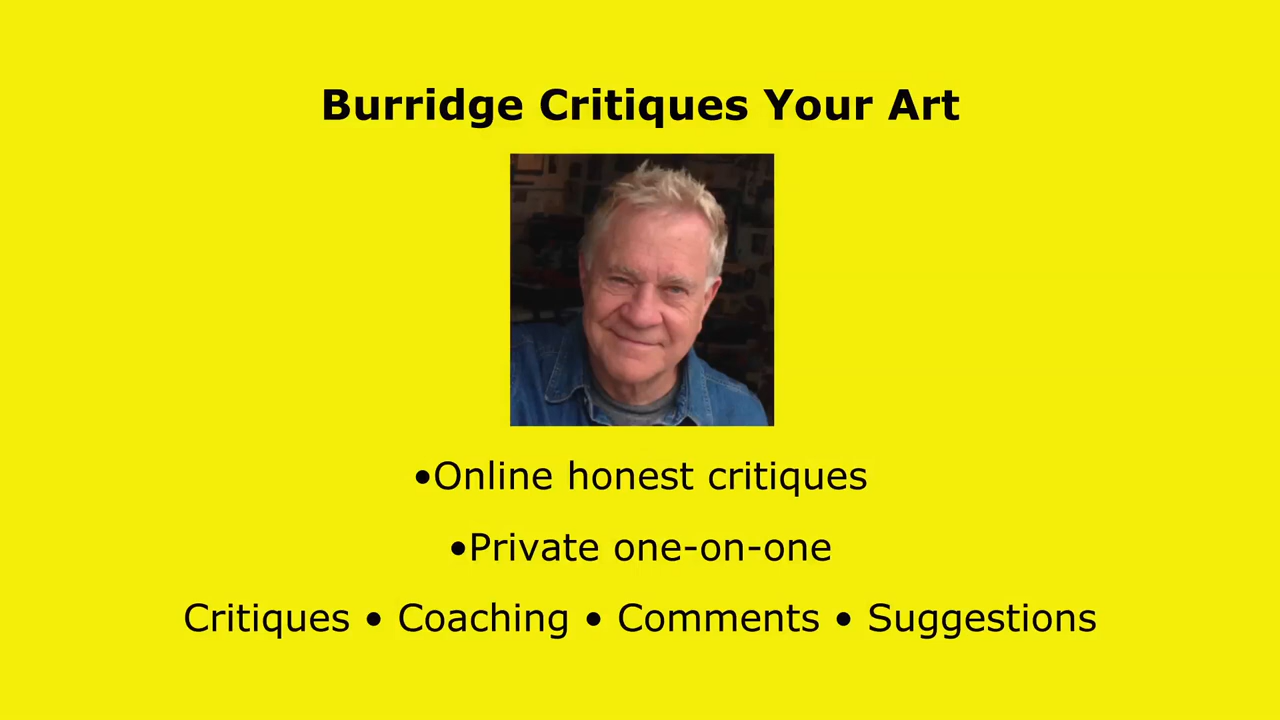 Burridge Critiques Your Art
•Online honest critiques
•Private one-on-one
Critiques • Coaching • Comments • Suggestions